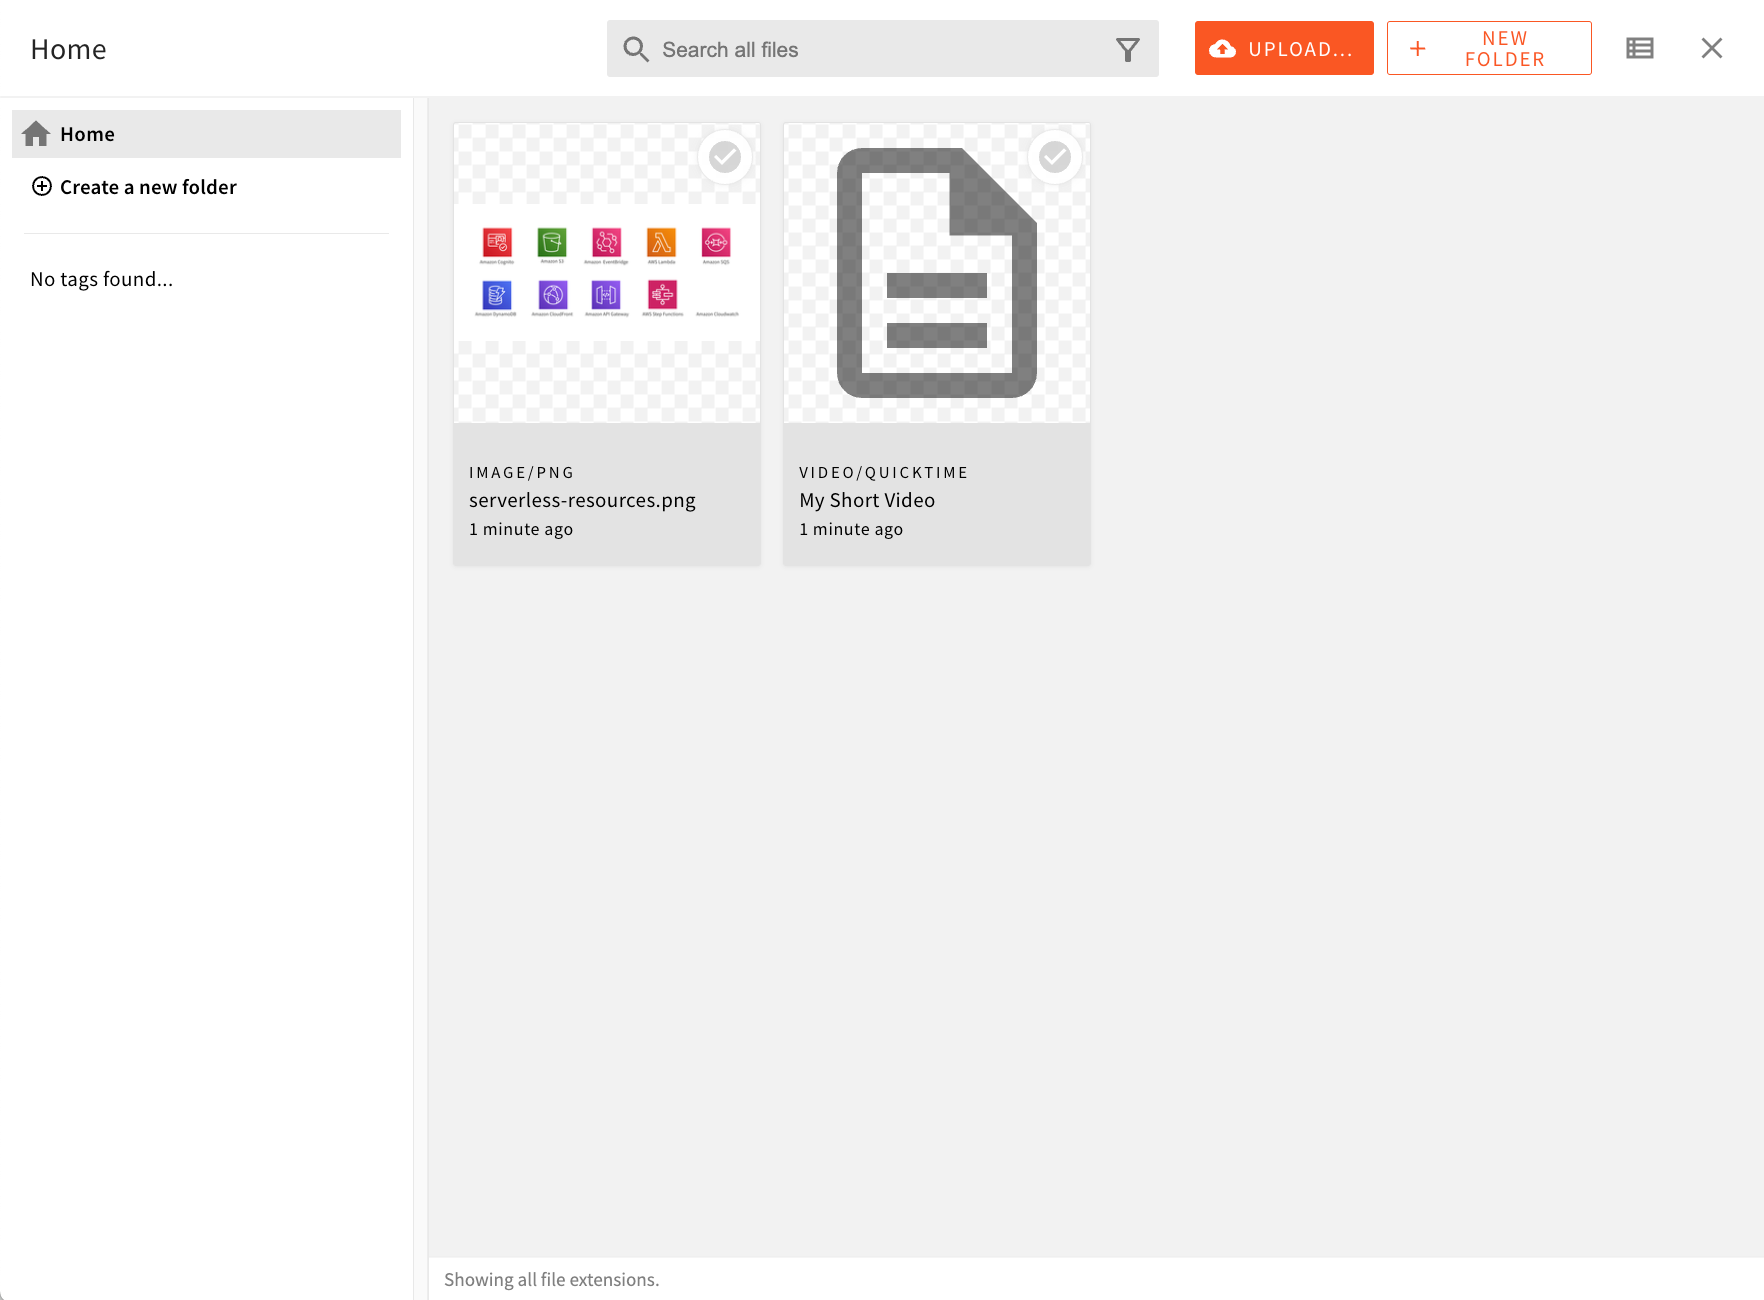 Home
Search all files
UPLOAD...
+ NEW
FOLDER
Home
Create a new folder
No tags found...
Amazon Cognito
Amazon S3
Amazon EventBridge
AWS Lambda
Amazon SQS
Amazon DynamoDB
Amazon CloudFront
Amazon API Gateway
AWS Step Functions
Amazon Cloudwatch
IMAGE/PNG
serverless-resources.png
1 minute ago
VIDEO/QUICKTIME
My Short Video
1 minute ago
Showing all file extensions.